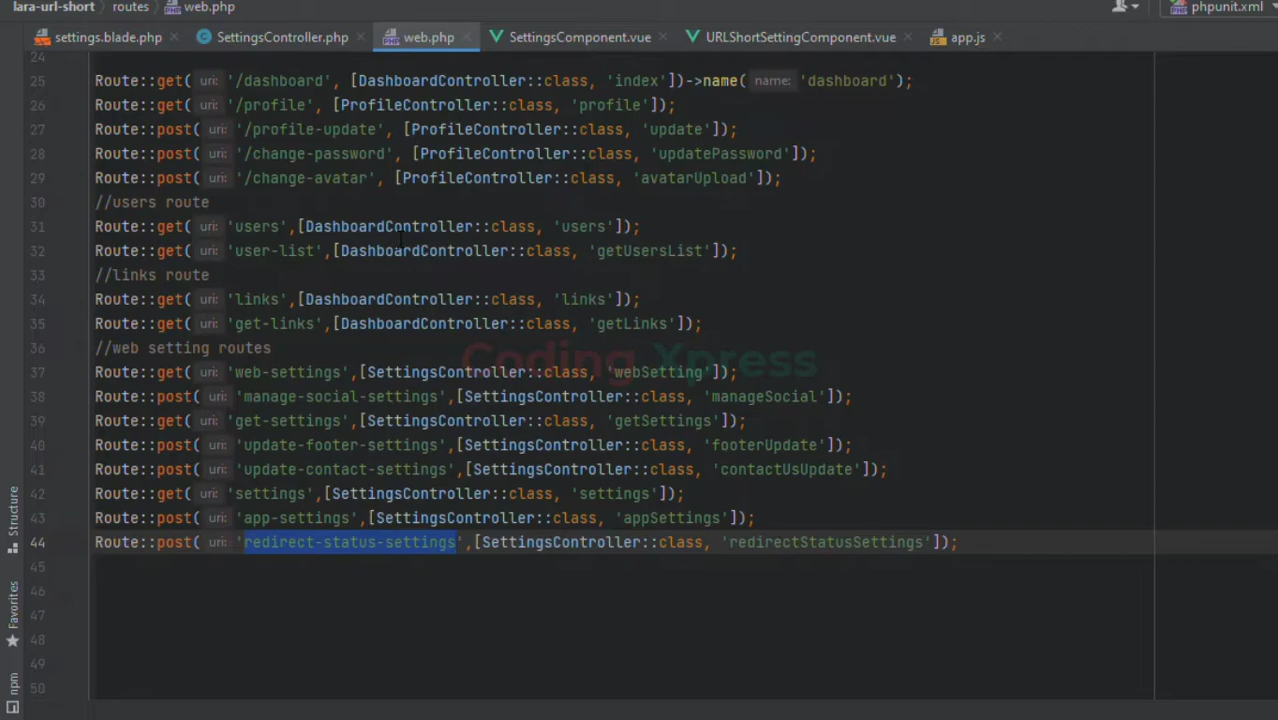 lara-url-short routes web.php phpunit.xml
settings.blade.php SettingsController.php web.php SettingsComponent.vue URLShortSettingComponent.vue app.js
24
25 Route::get( uri: '/dashboard', [DashboardController::class, 'index'])->name( name: 'dashboard');
26 Route::get( uri: '/profile', [ProfileController::class, 'profile']);
27 Route::post( uri: '/profile-update', [ProfileController::class, 'update']);
28 Route::post( uri: '/change-password', [ProfileController::class, 'updatePassword']);
29 Route::post( uri: '/change-avatar', [ProfileController::class, 'avatarUpload']);
30 //users route
31 Route::get( uri: 'users',[DashboardController::class, 'users']);
32 Route::get( uri: 'user-list',[DashboardController::class, 'getUsersList']);
33 //links route
34 Route::get( uri: 'links',[DashboardController::class, 'links']);
35 Route::get( uri: 'get-links',[DashboardController::class, 'getLinks']);
36 //web setting routes
Coding Xpress
37 Route::get( uri: 'web-settings',[SettingsController::class, 'webSetting']);
38 Route::post( uri: 'manage-social-settings',[SettingsController::class, 'manageSocial']);
39 Route::get( uri: 'get-settings',[SettingsController::class, 'getSettings']);
40 Route::post( uri: 'update-footer-settings',[SettingsController::class, 'footerUpdate']);
41 Route::post( uri: 'update-contact-settings',[SettingsController::class, 'contactUsUpdate']);
42 Route::get( uri: 'settings',[SettingsController::class, 'settings']);
43 Route::post( uri: 'app-settings',[SettingsController::class, 'appSettings']);
44 Route::post( uri: 'redirect-status-settings',[SettingsController::class, 'redirectStatusSettings']);
45
46
47
48
49
50
Structure
Favorites
npm